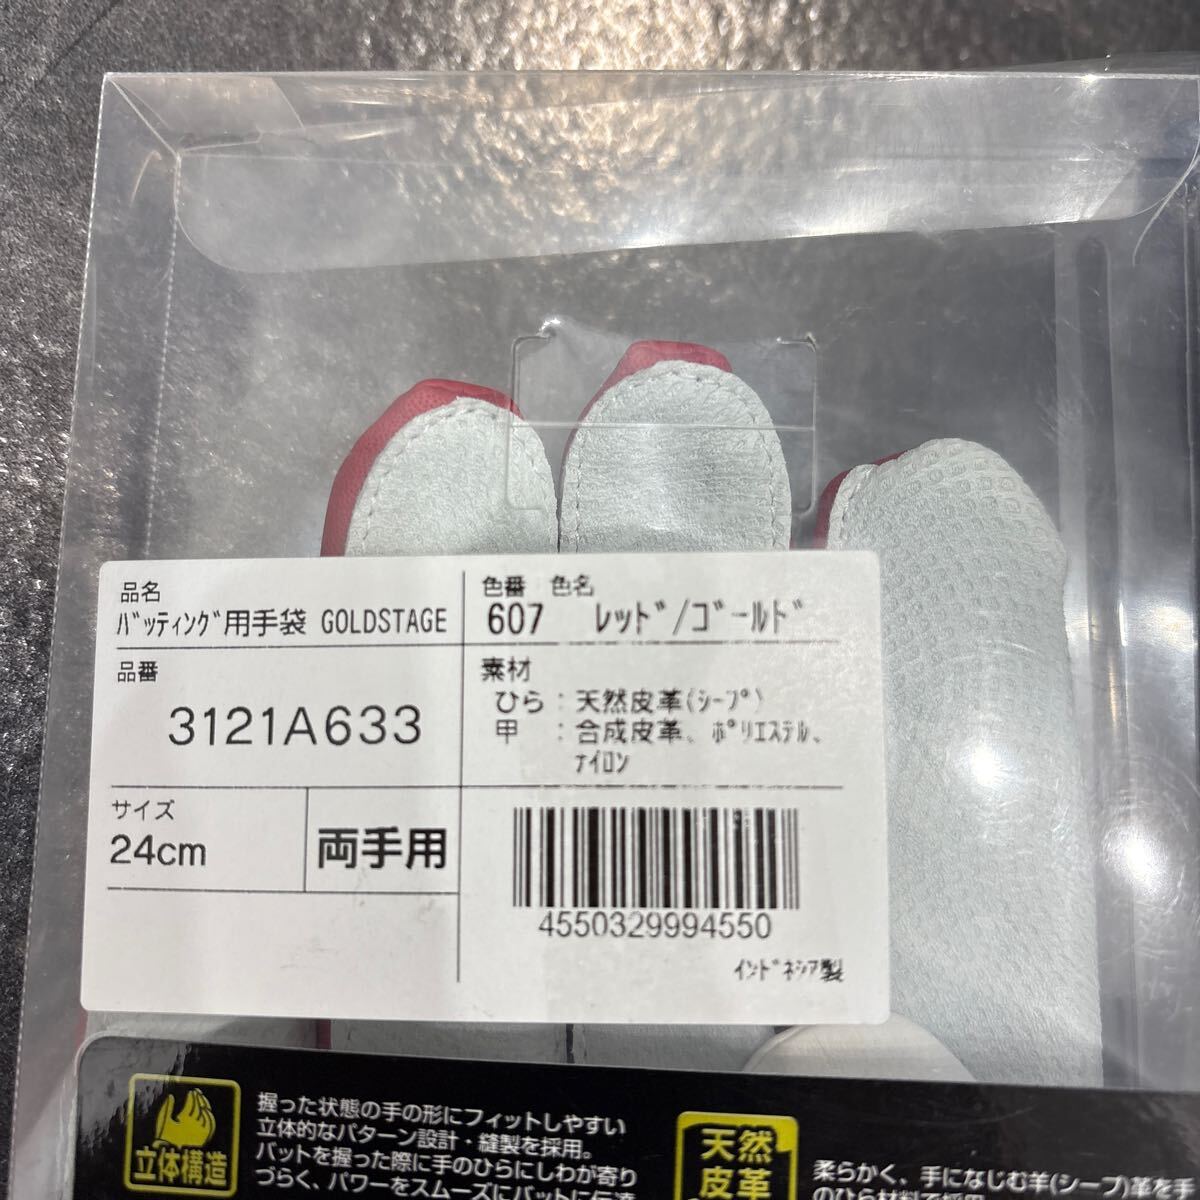 品名
ﾊﾞｯﾃｨﾝｸﾞ用手袋 GOLDSTAGE
色番 色名
607 ﾚｯﾄﾞ/ｺﾞｰﾙﾄﾞ
品番
3121A633
素材
ひら：天然皮革(ｼｰﾌﾟ)
甲 ：合成皮革、ﾎﾟﾘｴｽﾃﾙ、
ﾅｲﾛﾝ
サイズ
24cm
両手用
4550329994550
ｲﾝﾄﾞﾈｼｱ製
立体構造
握った状態の手の形にフィットしやすい
立体的なパターン設計・縫製を採用。
バットを握った際に手のひらにしわが寄り
づらく、パワーをスムーズにバットに伝達
天然
皮革
柔らかく、手になじむ羊(シープ)革を手
のひら材料で採用